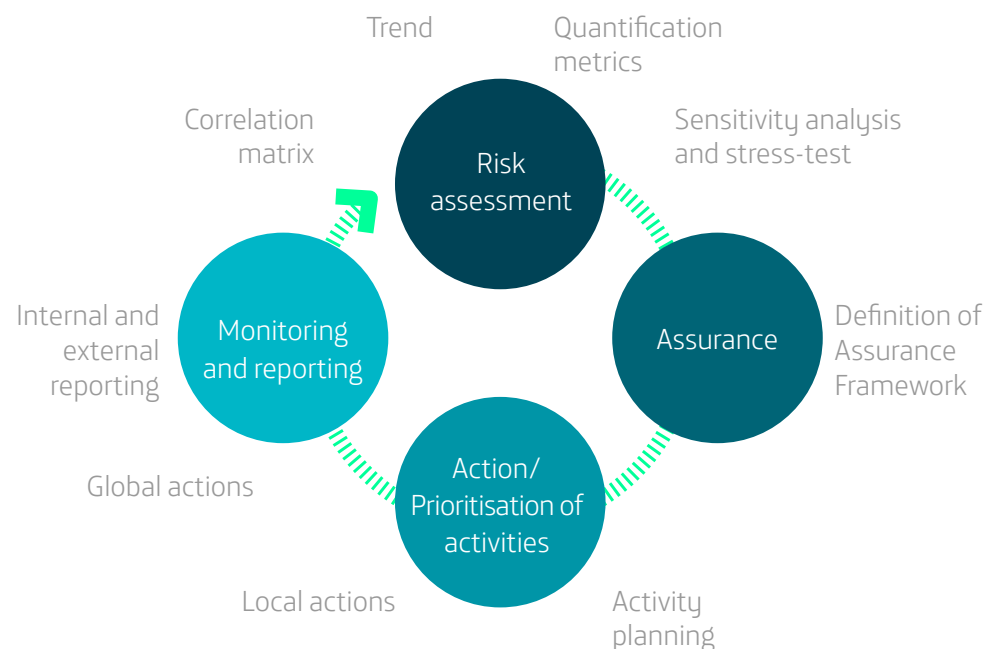 Trend
Quantification
metrics
Correlation
matrix
Sensitivity analysis
and stress-test
Risk
assessment
Internal and
external
reporting
Monitoring
and reporting
Assurance
Definition of
Assurance
Framework
Global actions
Action/
Prioritisation of
activities
Local actions
Activity
planning